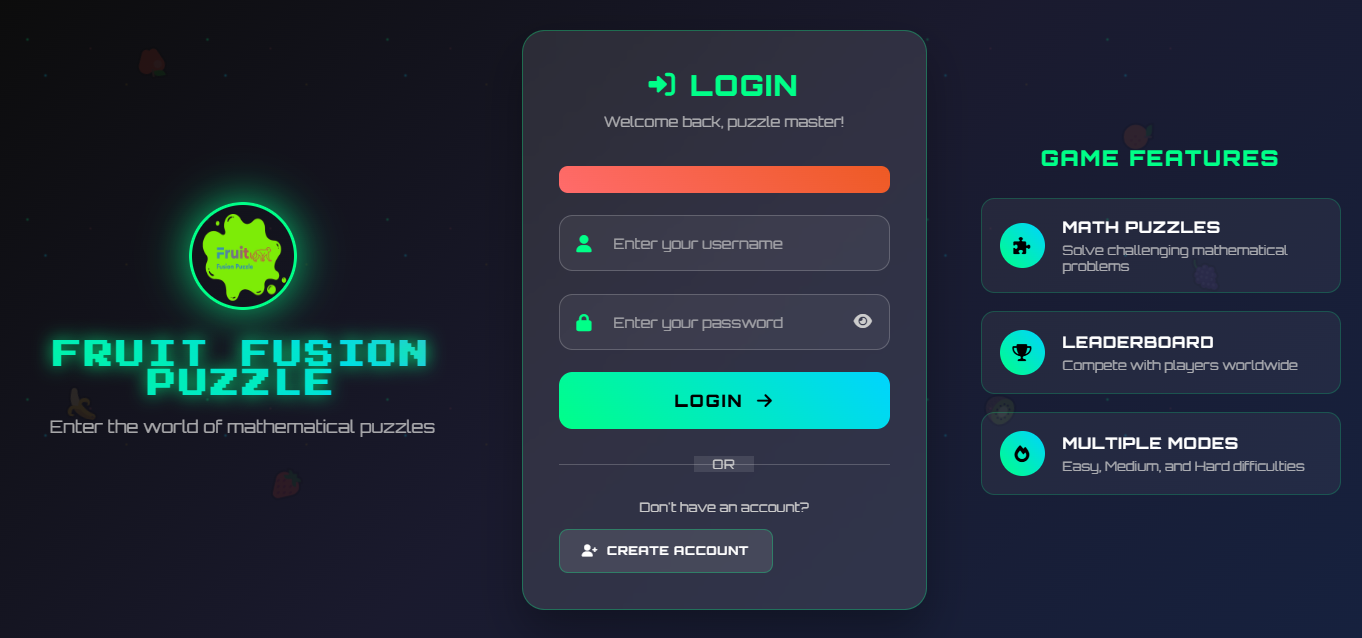 Fruit
Fusion Puzzle
FRUIT FUSION
PUZZLE
Enter the world of mathematical puzzles
LOGIN
Welcome back, puzzle master!
Enter your username
Enter your password
LOGIN
OR
Don't have an account?
CREATE ACCOUNT
GAME FEATURES
MATH PUZZLES
Solve challenging mathematical
problems
LEADERBOARD
Compete with players worldwide
MULTIPLE MODES
Easy, Medium, and Hard difficulties